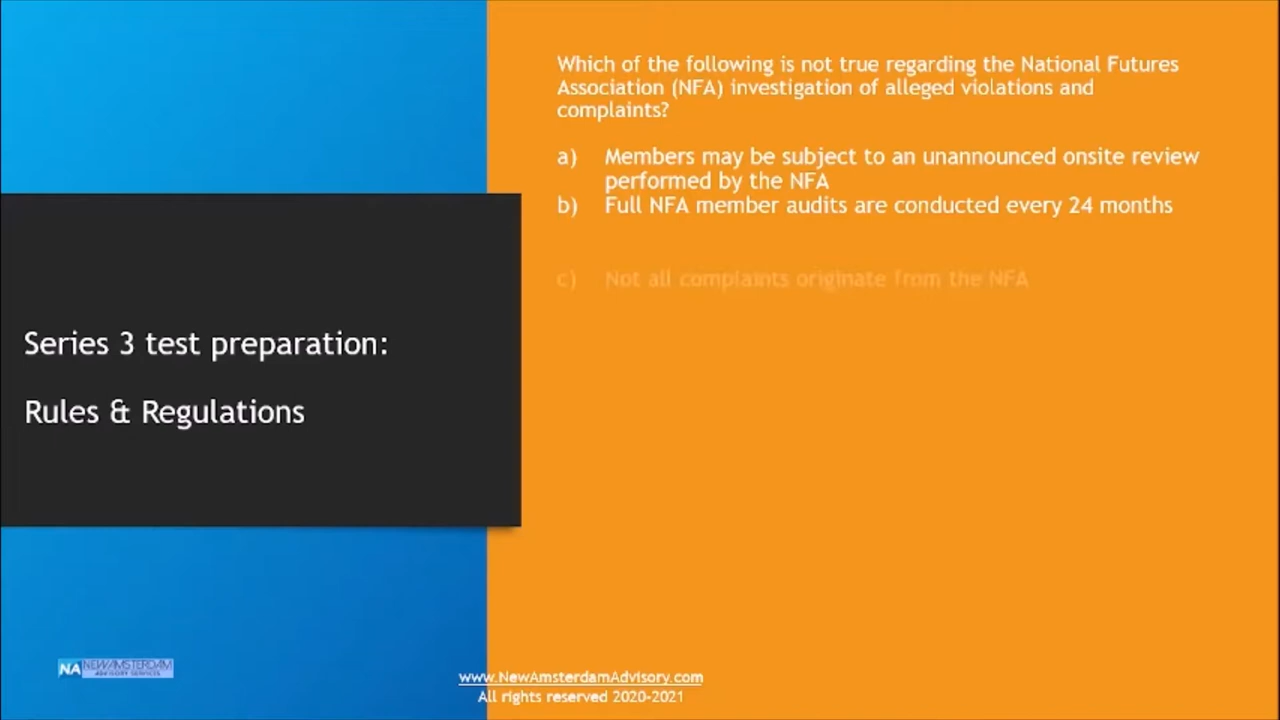 Which of the following is not true regarding the National Futures
Association (NFA) investigation of alleged violations and
complaints?
a) Members may be subject to an unannounced onsite review
performed by the NFA
b) Full NFA member audits are conducted every 24 months
c) Not all complaints originate from the NFA
Series 3 test preparation:
Rules & Regulations
NA NEW AMSTERDAM
ADVISORY SERVICES
www.NewAmsterdamAdvisory.com
All rights reserved 2020-2021